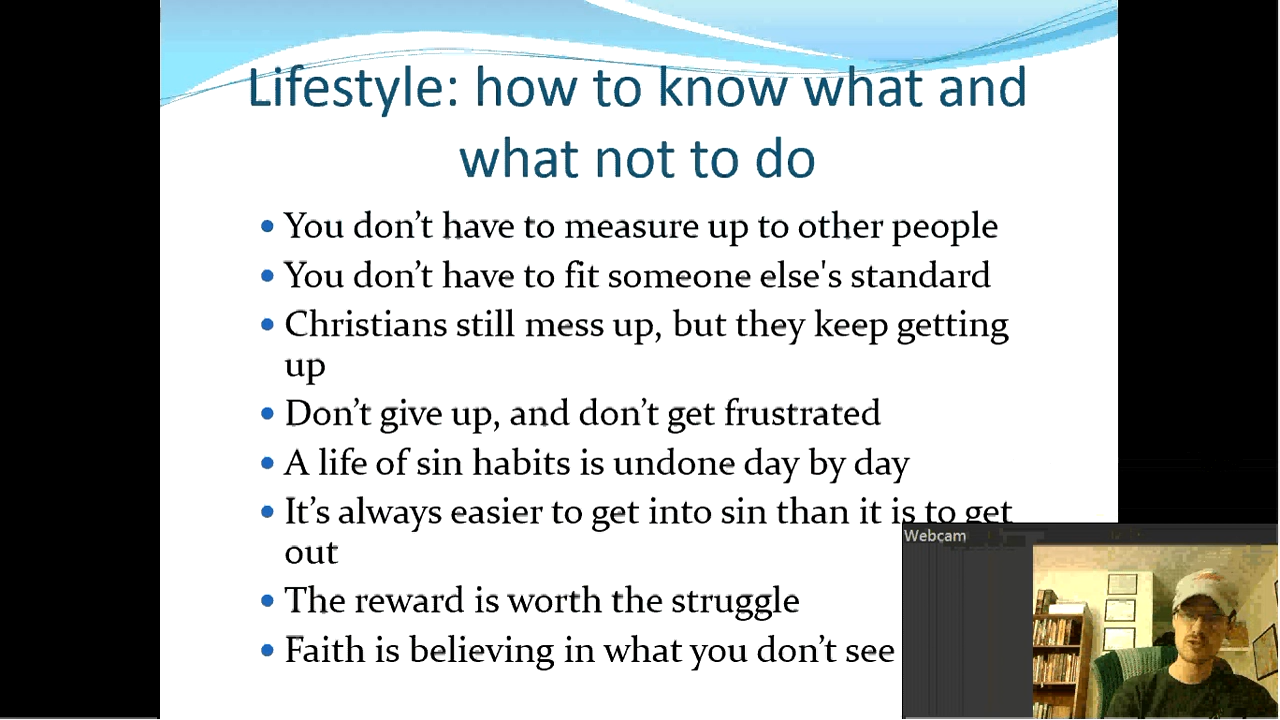 Lifestyle: how to know what and
what not to do
• You don’t have to measure up to other people
• You don’t have to fit someone else's standard
• Christians still mess up, but they keep getting
up
• Don’t give up, and don’t get frustrated
• A life of sin habits is undone day by day
• It’s always easier to get into sin than it is to get
out
• The reward is worth the struggle
• Faith is believing in what you don’t see
Webcam